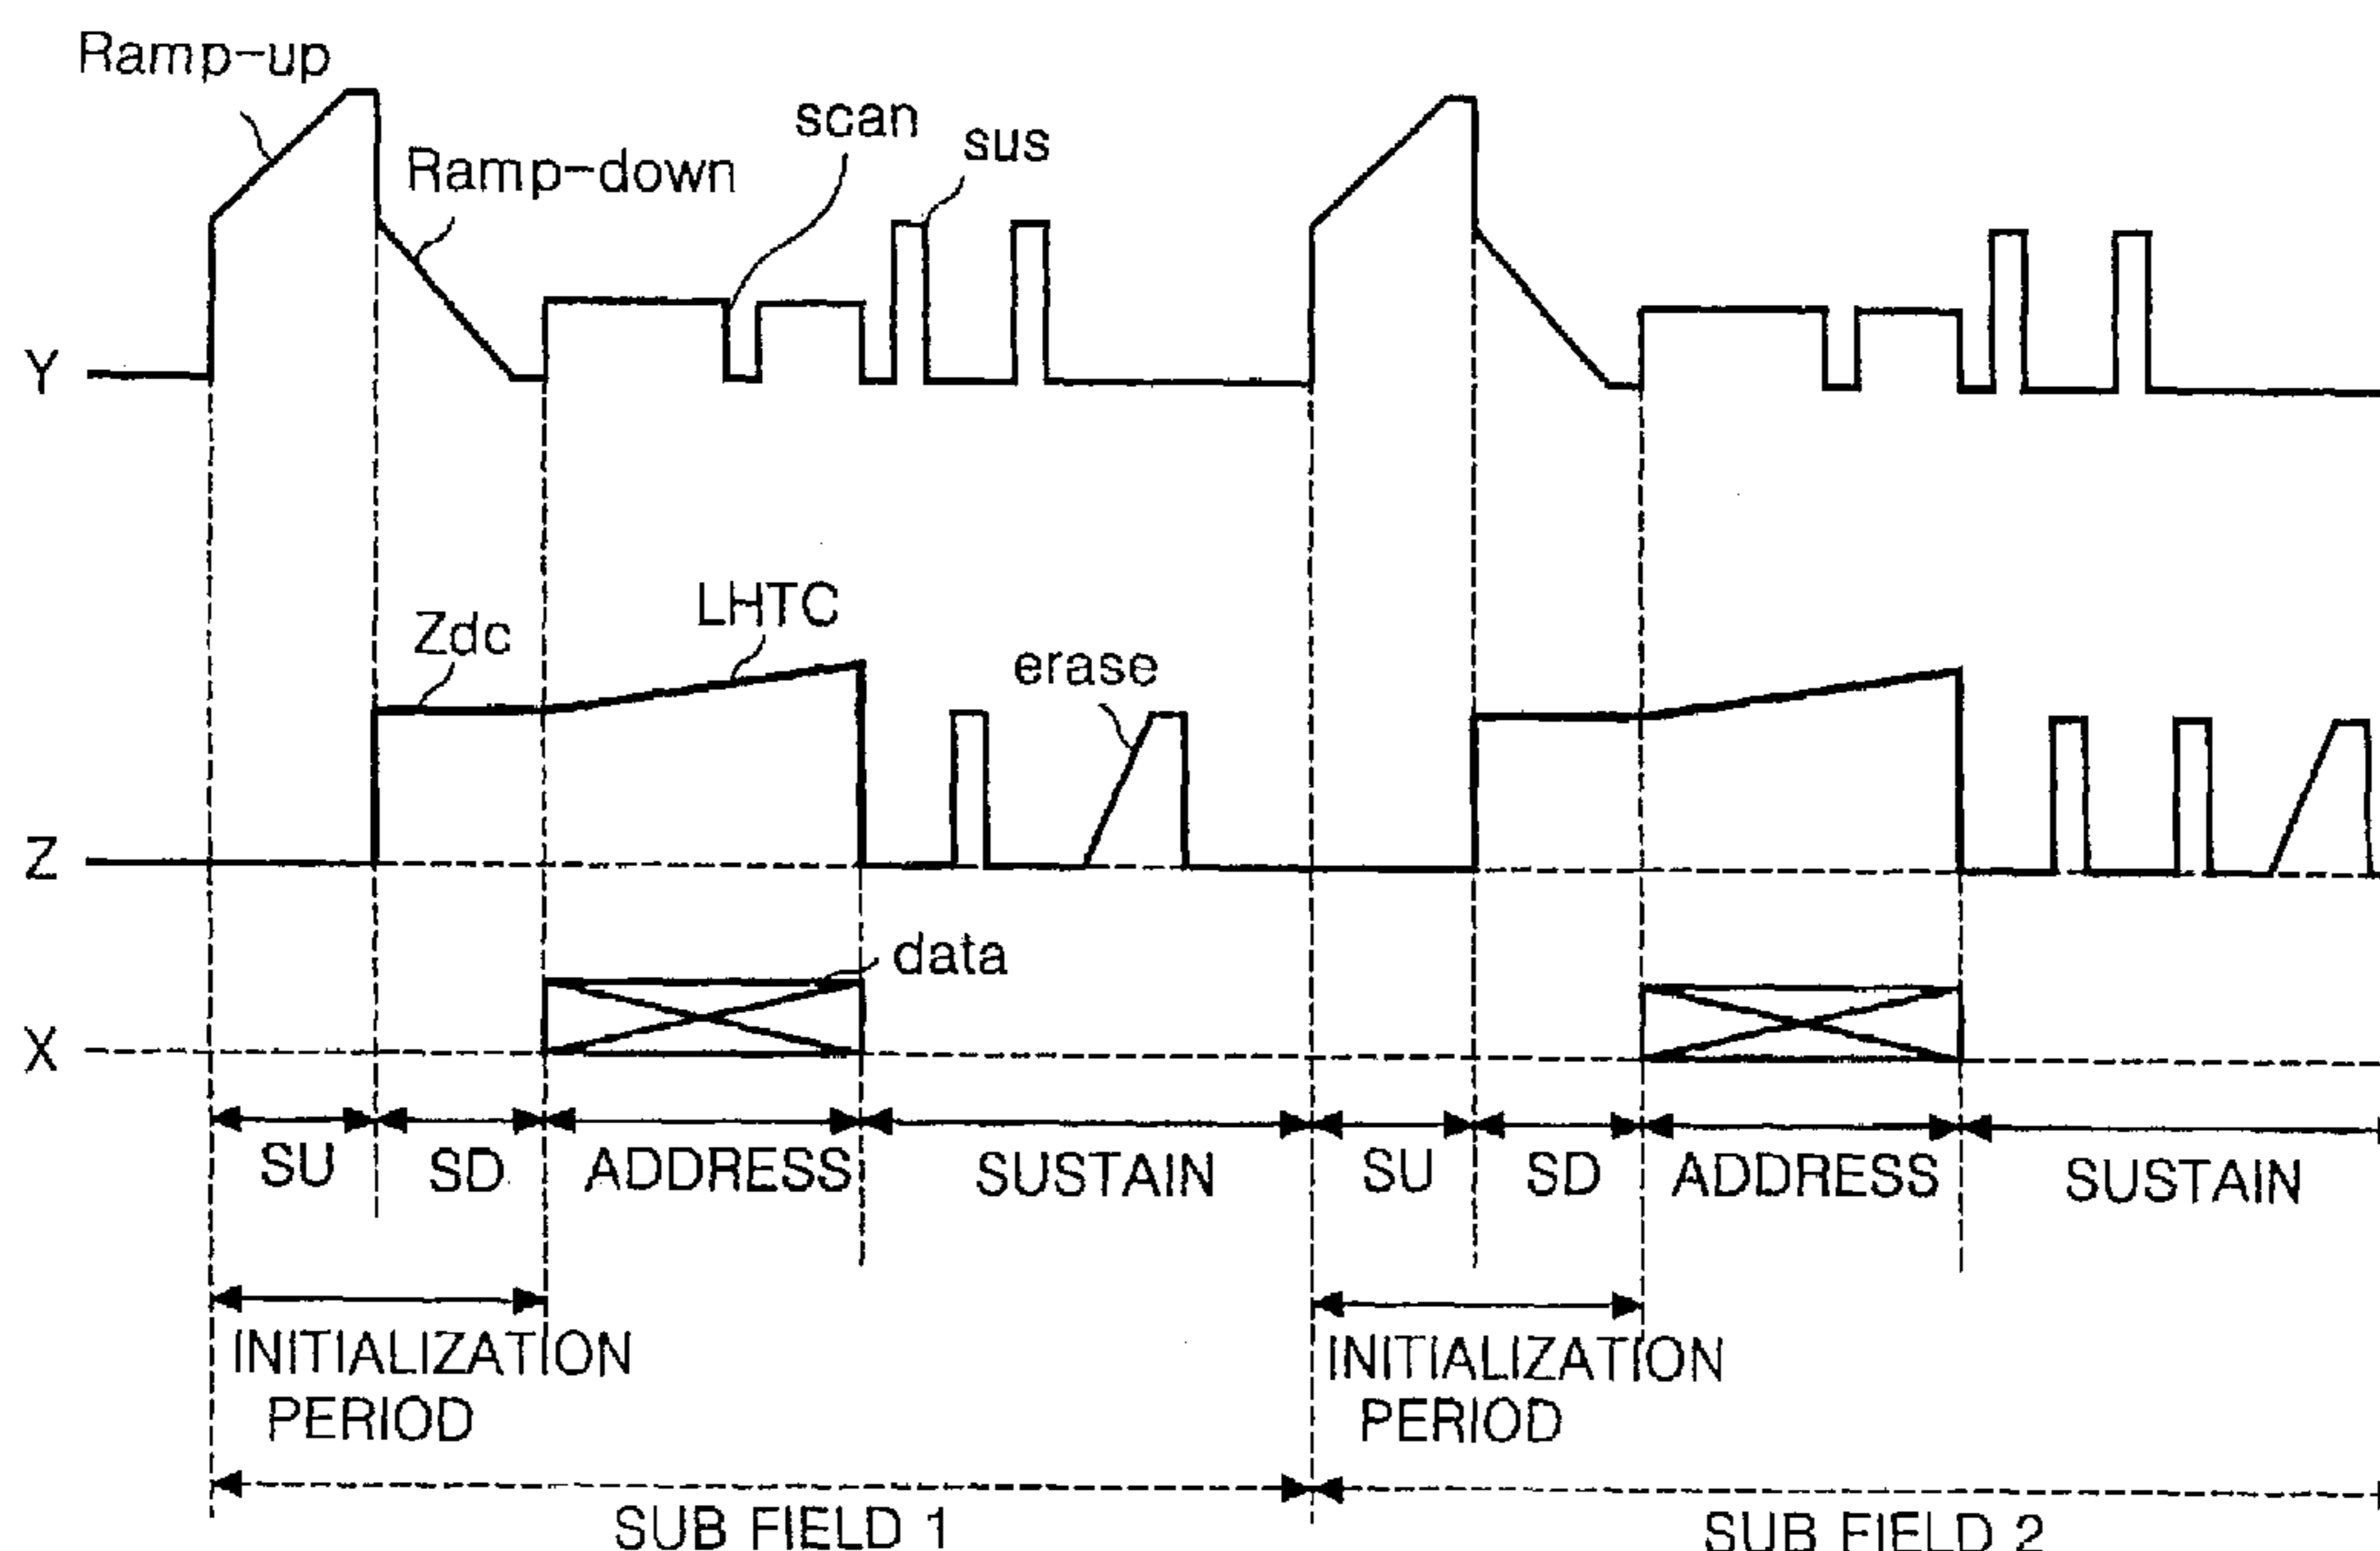 Ramp-up
scan
sus
Ramp-down
Y
LHTC
Zdc
erase
Z
data
X
SU
SD
ADDRESS
SUSTAIN
SU
SD
ADDRESS
SUSTAIN
INITIALIZATION
PERIOD
INITIALIZATION
PERIOD
SUB FIELD 1
SUB FIELD 2